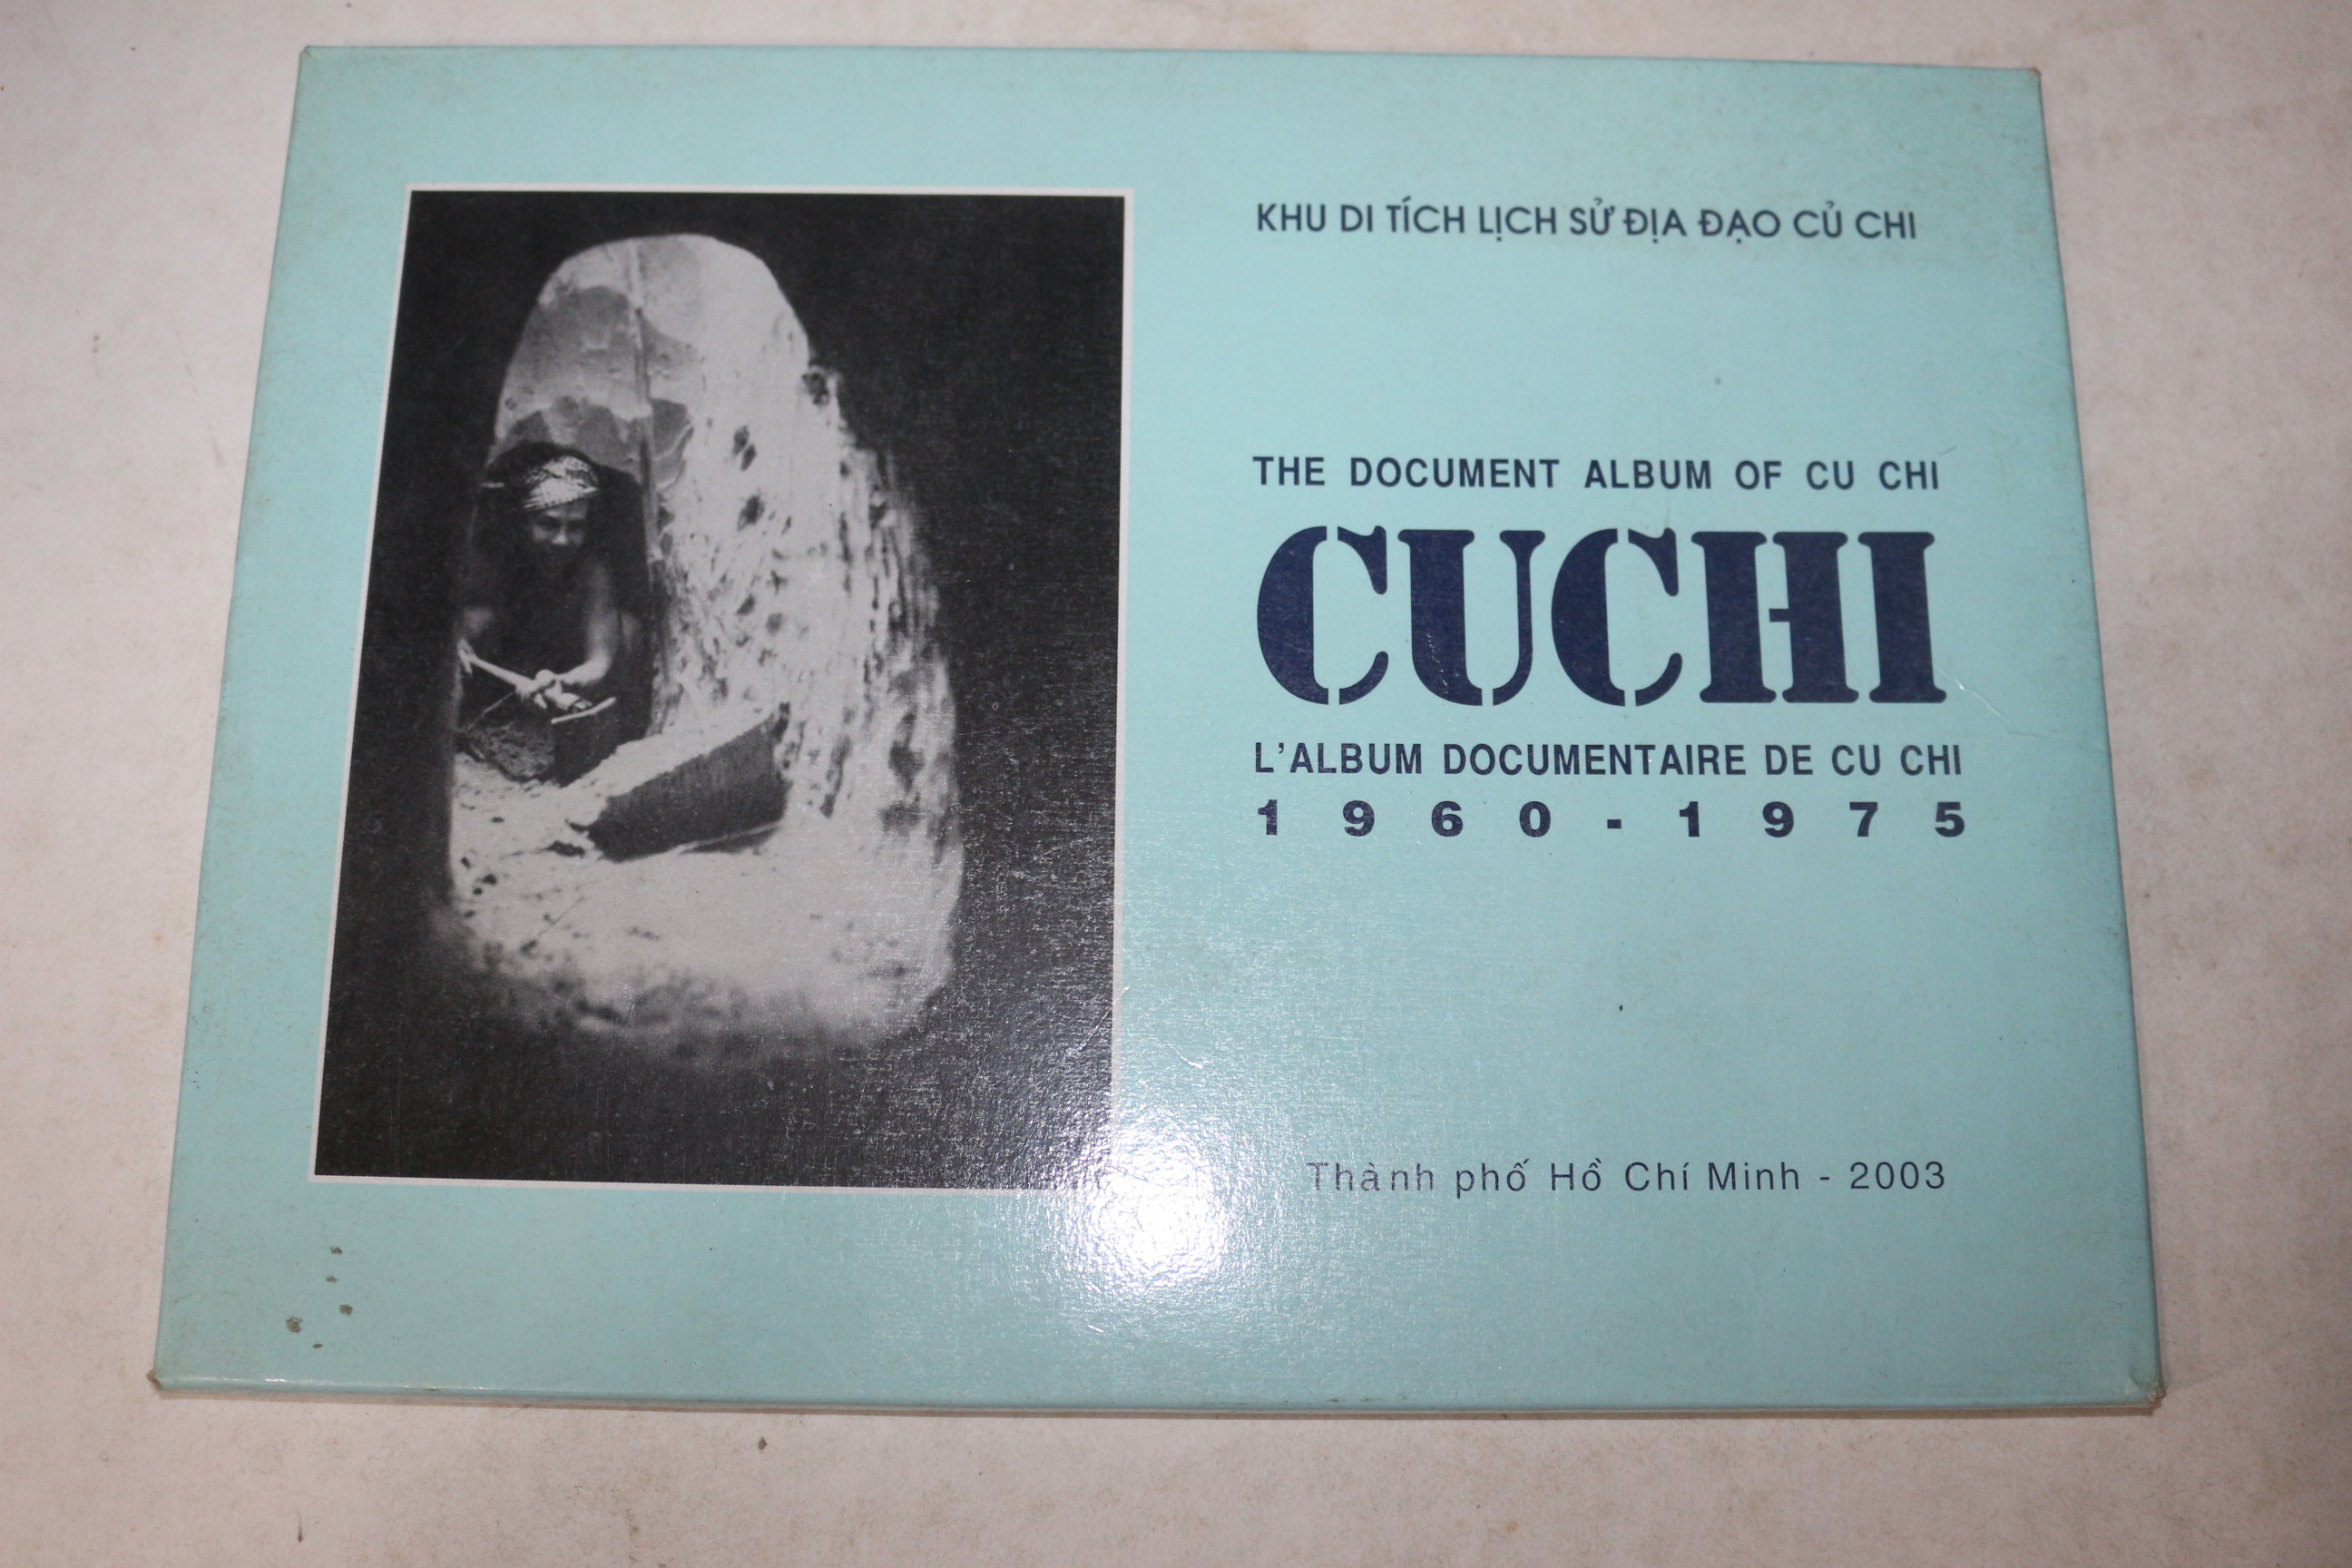 KHU DI TÍCH LỊCH SỬ ĐỊA ĐẠO CỦ CHI
THE DOCUMENT ALBUM OF CU CHI
CUCHI
L'ALBUM DOCUMENTAIRE DE CU CHI
1960-1975
Thành phố Hồ Chí Minh - 2003